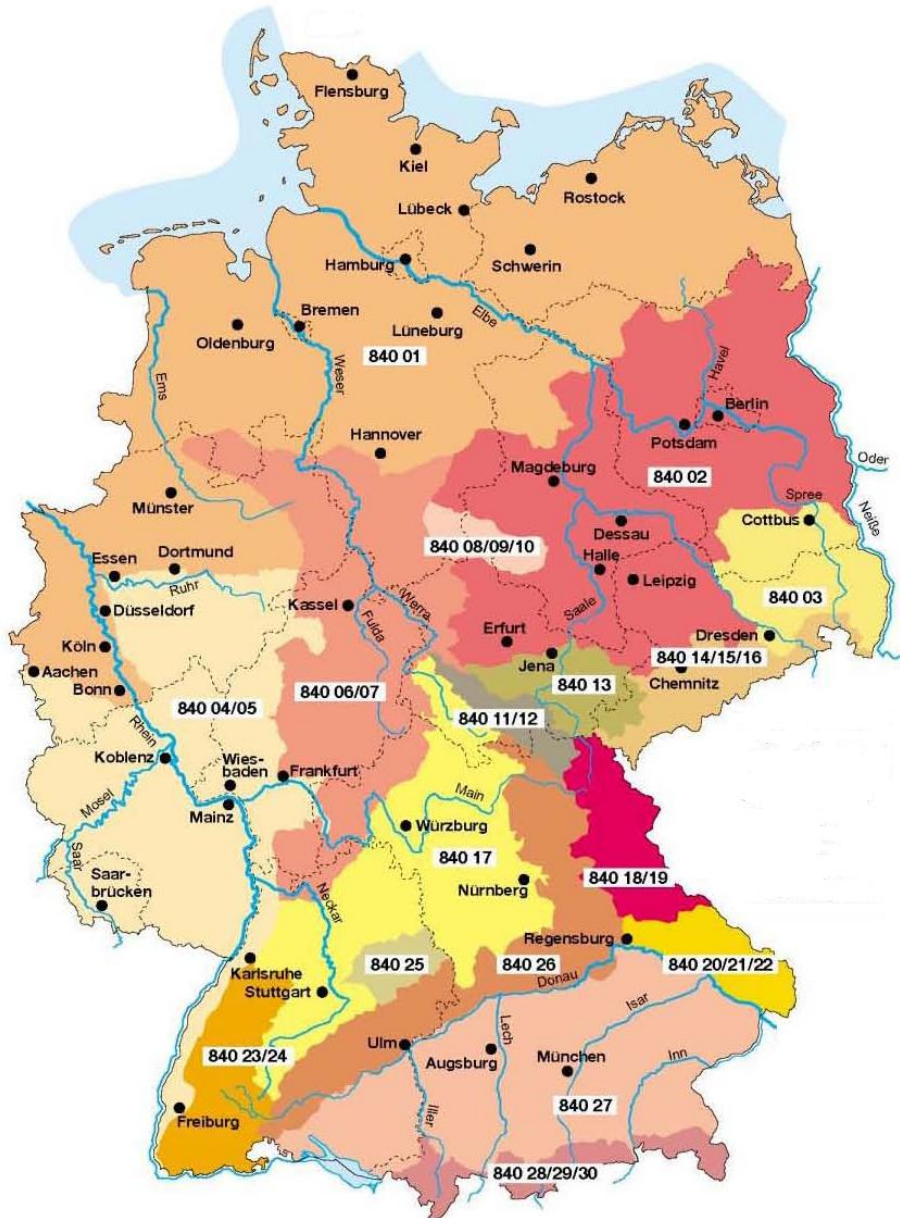 Flensburg
Kiel
Rostock
Lübeck
Hamburg
Schwerin
Bremen
Lüneburg
Elbe
Oldenburg
840 01
Weser
Ems
Havel
Berlin
Hannover
Potsdam
Magdeburg
840 02
Oder
Münster
Spree
Neiße
Cottbus
Dessau
840 08/09/10
Essen
Dortmund
Halle
Leipzig
Ruhr
840 03
Düsseldorf
Kassel
Werra
Fulda
Saale
Erfurt
Dresden
Köln
Jena
840 14/15/16
Aachen
Chemnitz
Bonn
840 04/05
840 06/07
840 13
840 11/12
Rhein
Koblenz
Wies-
baden
Frankfurt
Mosel
Mainz
Main
Würzburg
Saar
840 17
Saar-
brücken
Nürnberg
840 18/19
Neckar
Regensburg
Karlsruhe
840 25
840 26
840 20/21/22
Donau
Stuttgart
Isar
Lech
Ulm
840 23/24
Augsburg
München
Inn
840 27
Iller
Freiburg
840 28/29/30